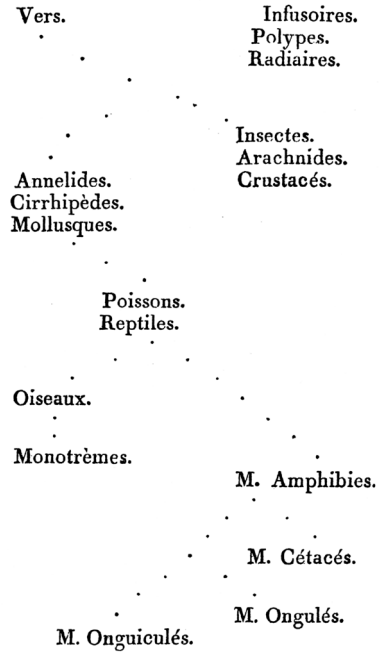 Vers.
Infusoires.
Polypes.
Radiaires.
Insectes.
Arachnides.
Crustacés.
Annelides.
Cirrhipèdes.
Mollusques.
Poissons.
Reptiles.
Oiseaux.
Monotrèmes.
M. Amphibies.
M. Cétacés.
M. Ongulés.
M. Onguiculés.